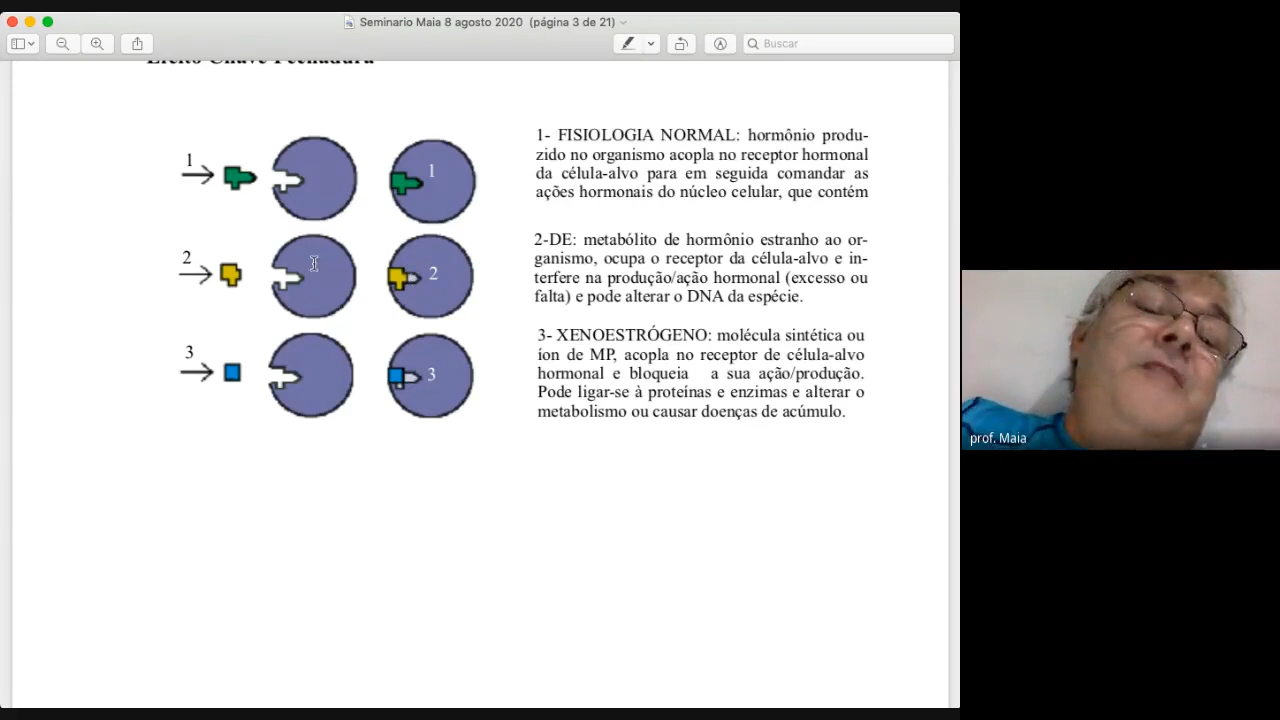 Seminario Maia 8 agosto 2020 (página 3 de 21)
Buscar
Efeito Chave Fechadura
1
1
1- FISIOLOGIA NORMAL: hormônio produ-
zido no organismo acopla no receptor hormonal
da célula-alvo para em seguida comandar as
ações hormonais do núcleo celular, que contém
2
2
2-DE: metabólito de hormônio estranho ao or-
ganismo, ocupa o receptor da célula-alvo e in-
terfere na produção/ação hormonal (excesso ou
falta) e pode alterar o DNA da espécie.
3
3
3- XENOESTRÓGENO: molécula sintética ou
íon de MP, acopla no receptor de célula-alvo
hormonal e bloqueia a sua ação/produção.
Pode ligar-se à proteínas e enzimas e alterar o
metabolismo ou causar doenças de acúmulo.
prof. Maia